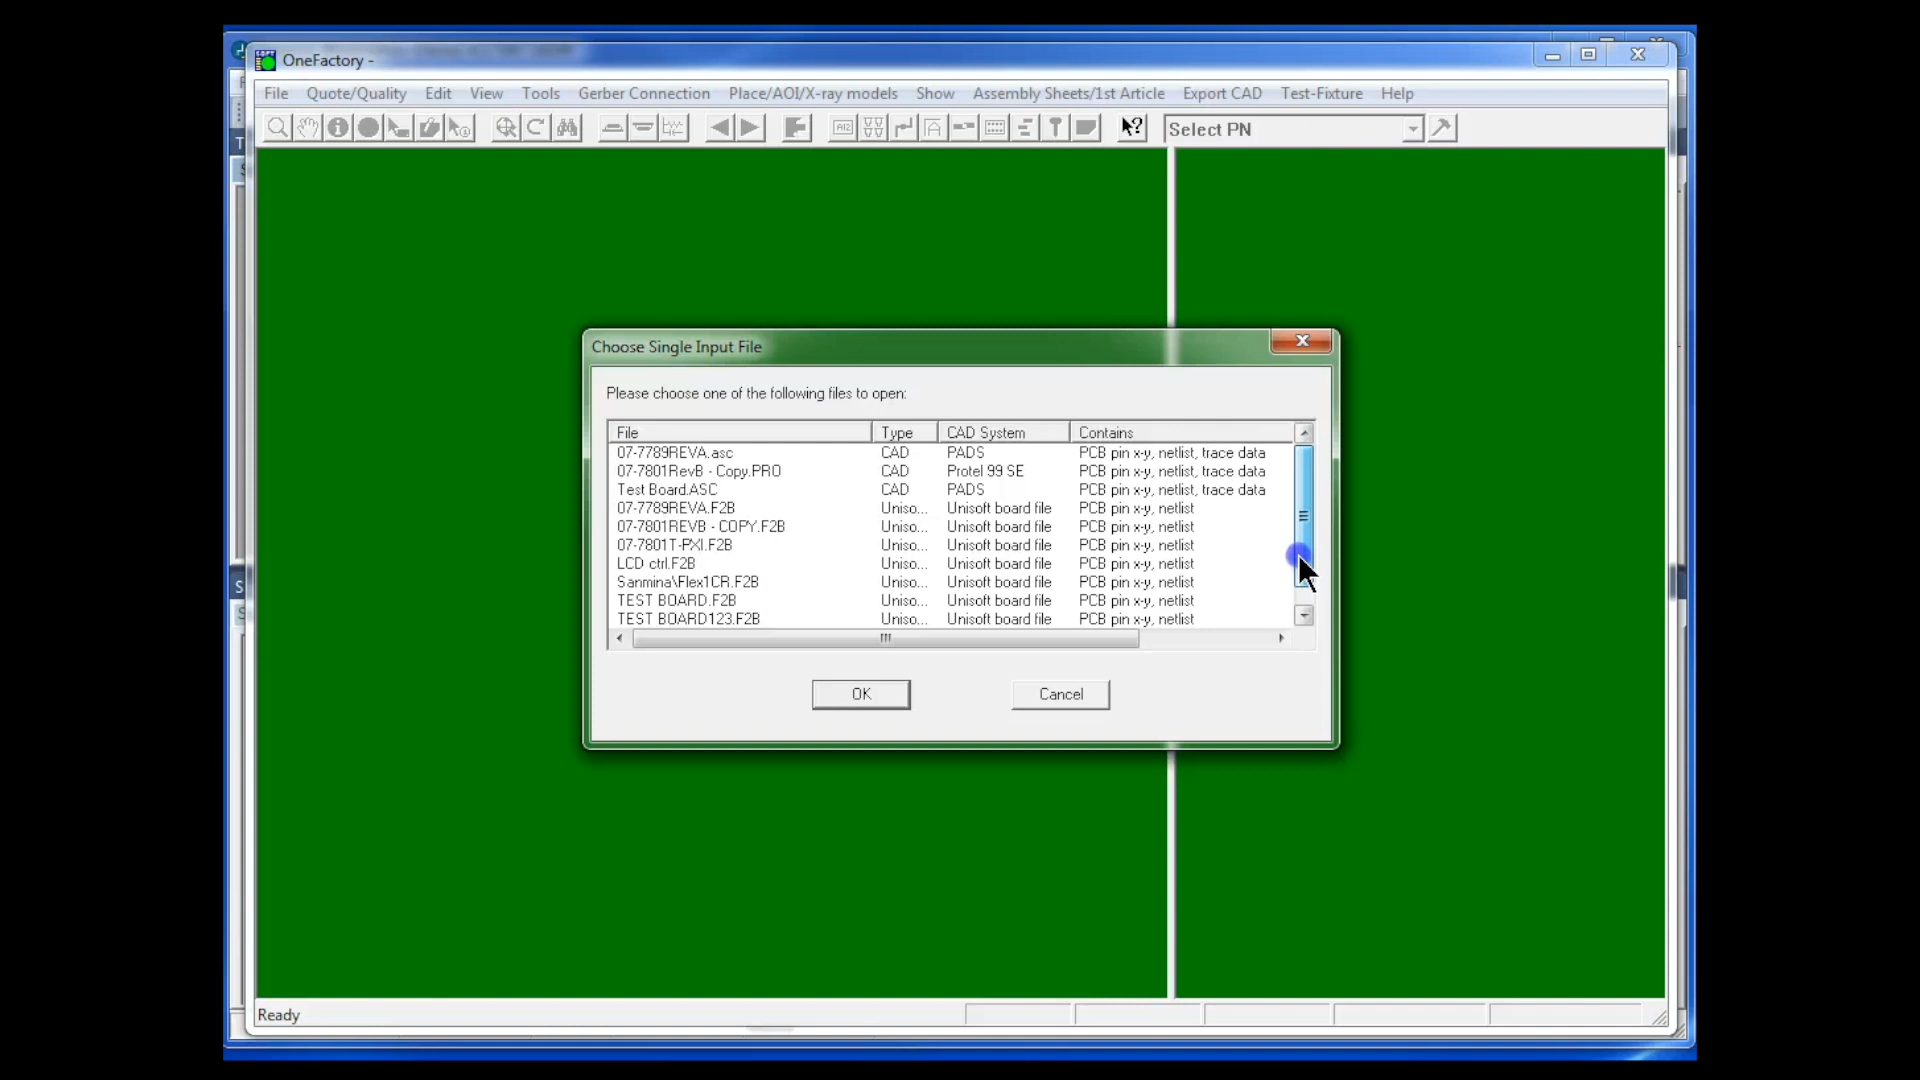 OneFactory -
File Quote/Quality Edit View Tools Gerber Connection Place/AOI/X-ray models Show Assembly Sheets/1st Article Export CAD Test-Fixture Help
Select PN
Choose Single Input File
Please choose one of the following files to open:
File Type CAD System Contains
07-7789REVA.asc CAD PADS PCB pin x-y, netlist, trace data
07-7801RevB - Copy.PRO CAD Protel 99 SE PCB pin x-y, netlist, trace data
Test Board.ASC CAD PADS PCB pin x-y, netlist, trace data
07-7789REVA.F2B Uniso... Unisoft board file PCB pin x-y, netlist
07-7801REVB - COPY.F2B Uniso... Unisoft board file PCB pin x-y, netlist
07-7801T-PXI.F2B Uniso... Unisoft board file PCB pin x-y, netlist
LCD ctrl.F2B Uniso... Unisoft board file PCB pin x-y, netlist
Sanmina\Flex1CR.F2B Uniso... Unisoft board file PCB pin x-y, netlist
TEST BOARD.F2B Uniso... Unisoft board file PCB pin x-y, netlist
TEST BOARD123.F2B Uniso... Unisoft board file PCB pin x-y, netlist
OK Cancel
Ready